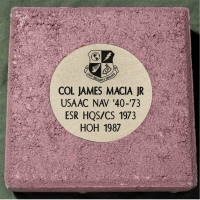 COL JAMES MACIA JR
USAAC NAV '40-'73
ESR HQS/CS 1973
HOH 1987